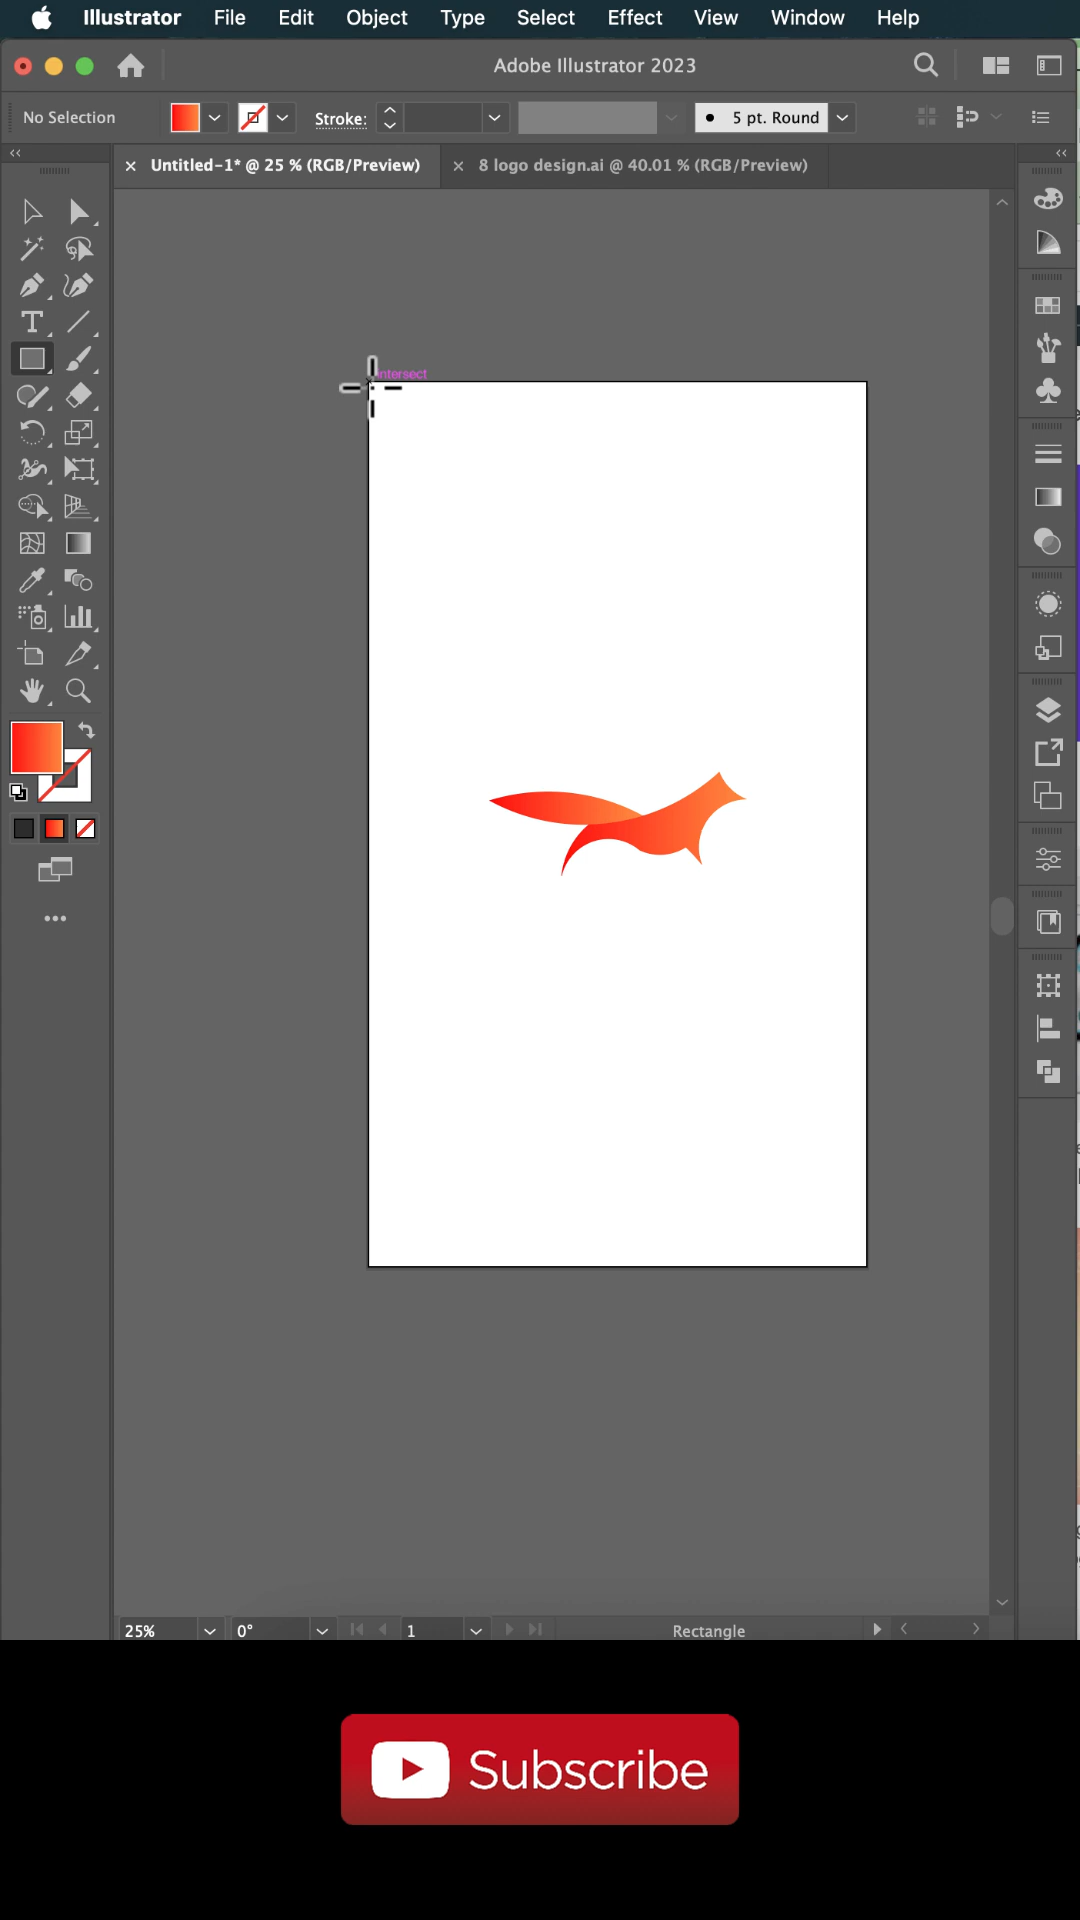 Illustrator File Edit Object Type Select Effect View Window Help
Adobe Illustrator 2023
No Selection Stroke: 5 pt. Round
Untitled-1* @ 25 % (RGB/Preview) 8 logo design.ai @ 40.01 % (RGB/Preview)
intersect
25% 0° 1 Rectangle
Subscribe